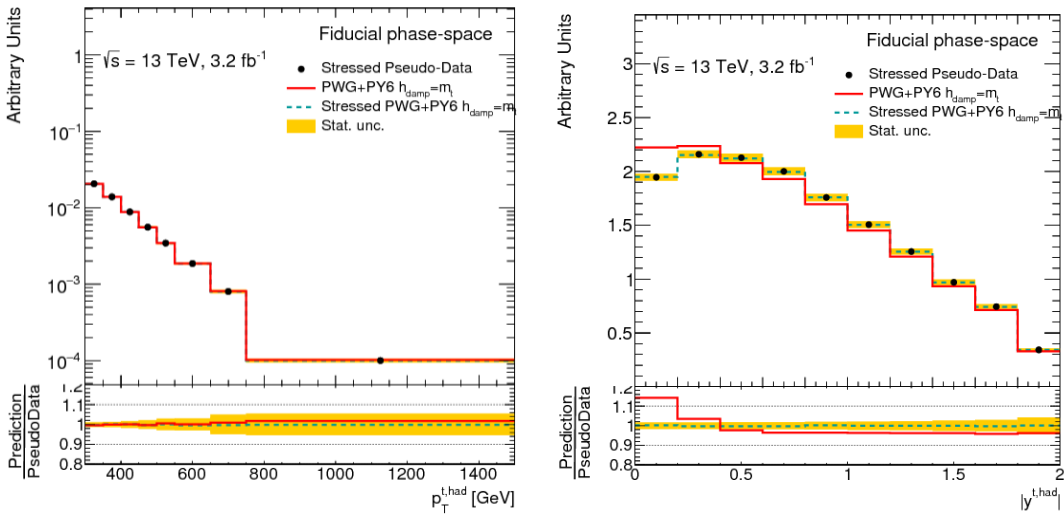 Arbitrary Units
Fiducial phase-space
√s = 13 TeV, 3.2 fb⁻¹
Stressed Pseudo-Data
PWG+PY6 h_damp=m_t
Stressed PWG+PY6 h_damp=m_t
Stat. unc.
1
10⁻¹
10⁻²
10⁻³
10⁻⁴
Prediction
PseudoData
1.2
1.1
1
0.9
0.8
400 600 800 1000 1200 1400
p_T^t,had [GeV]
Arbitrary Units
Fiducial phase-space
√s = 13 TeV, 3.2 fb⁻¹
Stressed Pseudo-Data
PWG+PY6 h_damp=m_t
Stressed PWG+PY6 h_damp=m_t
Stat. unc.
3
2.5
2
1.5
1
0.5
Prediction
PseudoData
1.2
1.1
1
0.9
0.8
0 0.5 1 1.5 2
|y^t,had|